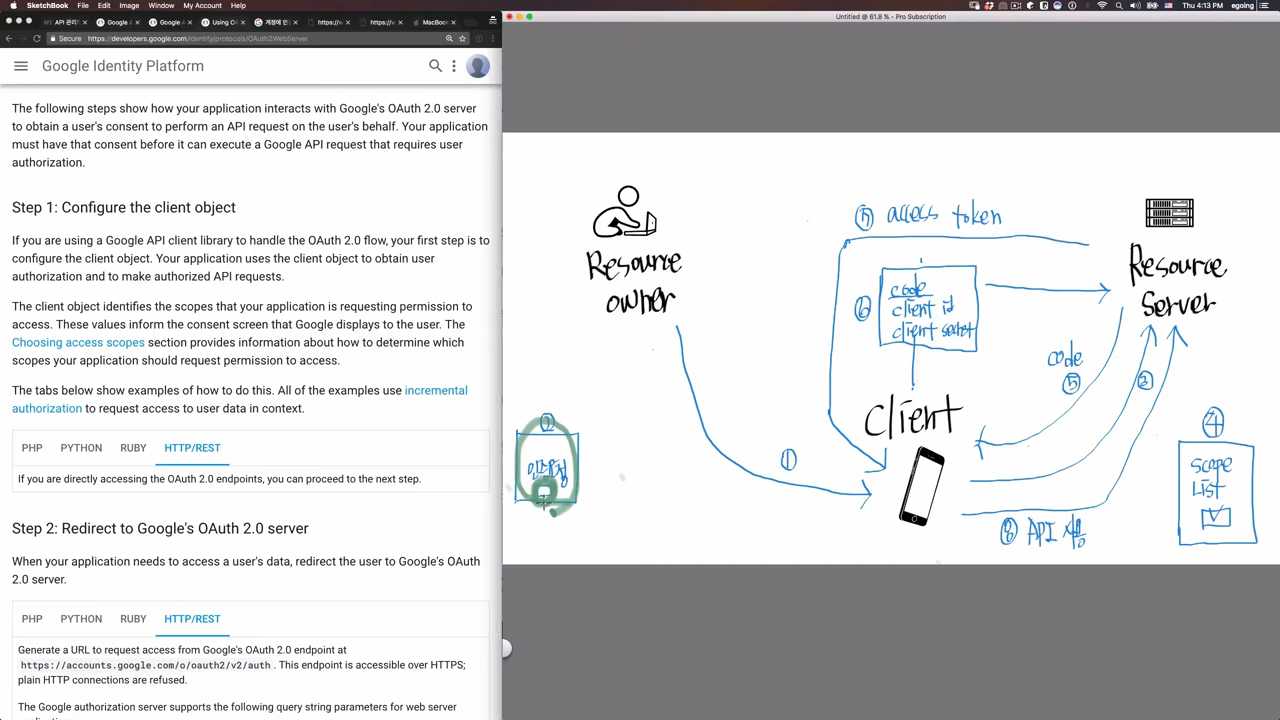 SketchBook File Edit Image Window My Account Help
Thu 4:13 PM egoing
Google Using OA MacBook
Secure https://developers.google.com/identity/protocols/OAuth2WebServer
Untitled @ 61.8 % - Pro Subscription
Google Identity Platform
The following steps show how your application interacts with Google's OAuth 2.0 server
to obtain a user's consent to perform an API request on the user's behalf. Your application
must have that consent before it can execute a Google API request that requires user
authorization.
Step 1: Configure the client object
If you are using a Google API client library to handle the OAuth 2.0 flow, your first step is to
configure the client object. Your application uses the client object to obtain user
authorization and to make authorized API requests.
The client object identifies the scopes that your application is requesting permission to
access. These values inform the consent screen that Google displays to the user. The
Choosing access scopes section provides information about how to determine which
scopes your application should request permission to access.
The tabs below show examples of how to do this. All of the examples use incremental
authorization to request access to user data in context.
PHP PYTHON RUBY HTTP/REST
If you are directly accessing the OAuth 2.0 endpoints, you can proceed to the next step.
Step 2: Redirect to Google's OAuth 2.0 server
When your application needs to access a user's data, redirect the user to Google's OAuth
2.0 server.
PHP PYTHON RUBY HTTP/REST
Generate a URL to request access from Google's OAuth 2.0 endpoint at
https://accounts.google.com/o/oauth2/v2/auth. This endpoint is accessible over HTTPS;
plain HTTP connections are refused.
The Google authorization server supports the following query string parameters for web server
Resource
owner
⑦ access token
Resource
Server
⑥
code
client id
client secret
code
⑤
③
Client
①
②
④
scope
List
⑧ API